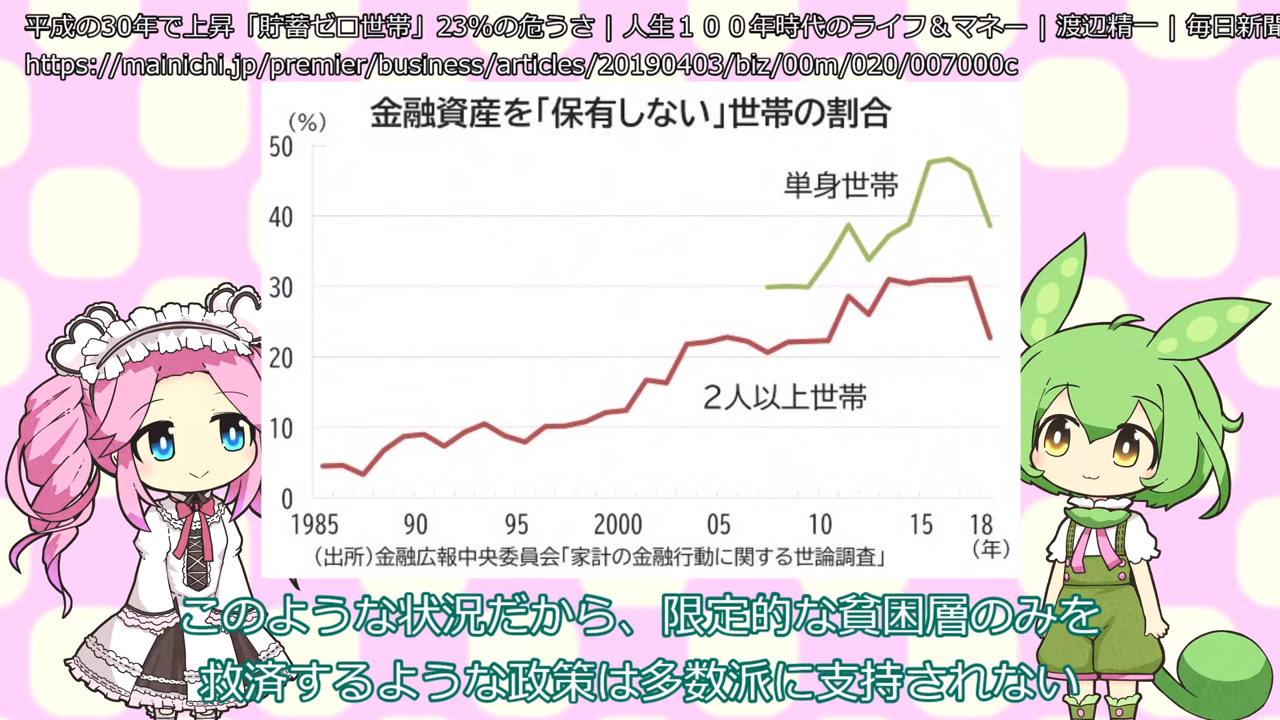 平成の30年で上昇「貯蓄ゼロ世帯」23%の危うさ | 人生１００年時代のライフ＆マネー | 渡辺精一 | 毎日新聞
https://mainichi.jp/premier/business/articles/20190403/biz/00m/020/007000c
金融資産を「保有しない」世帯の割合
(%)
50
単身世帯
40
30
20
2人以上世帯
10
0
1985 90 95 2000 05 10 15 18
(年)
(出所)金融広報中央委員会「家計の金融行動に関する世論調査」
このような状況だから、限定的な貧困層のみを
救済するような政策は多数派に支持されない